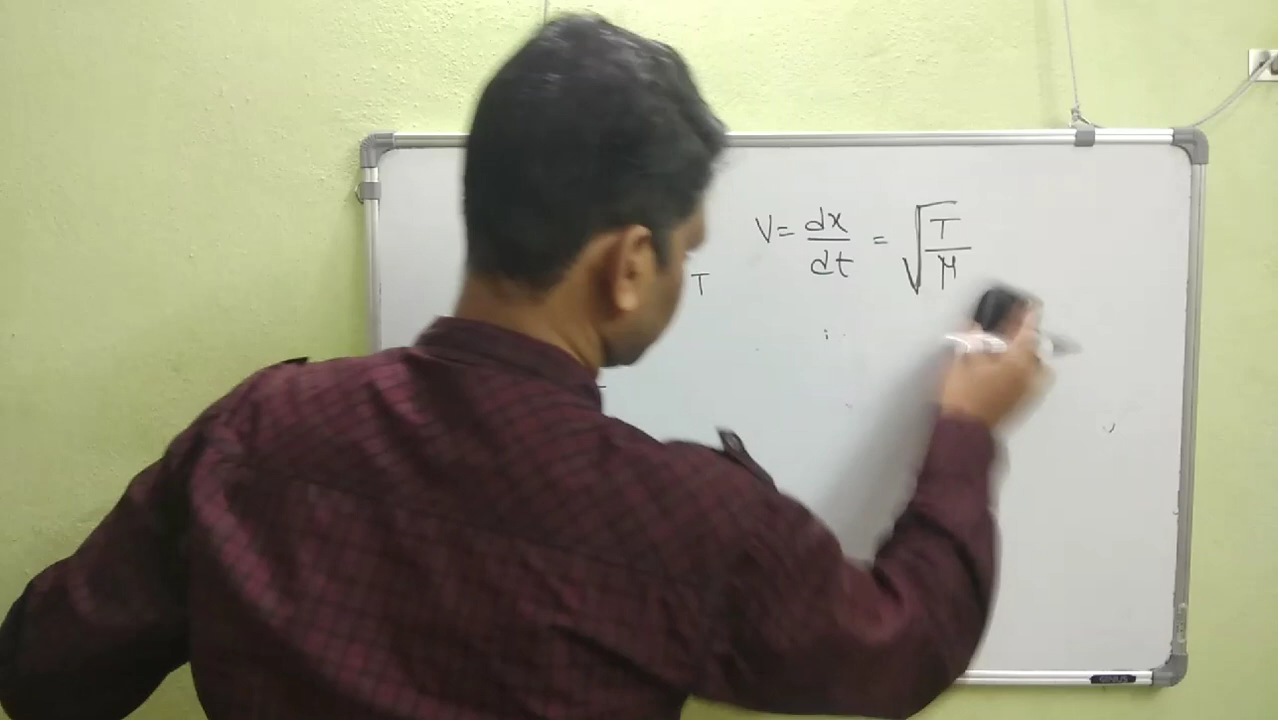 V = dx/dt = √(T/μ)
T